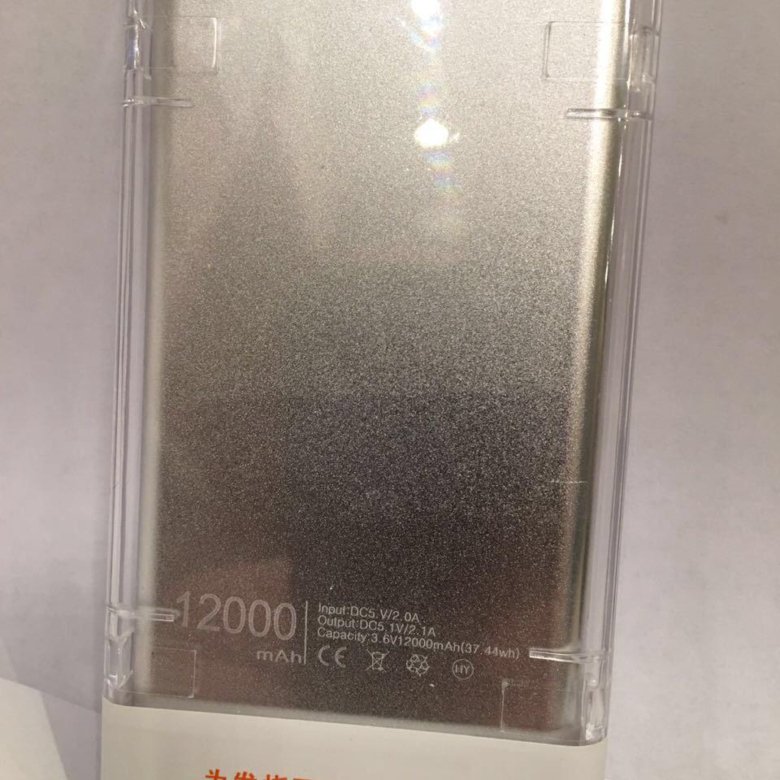 12000
mAh
Input:DC5.V/2.0A
Output:DC5.1V/2.1A
Capacity:3.6V12000mAh(37.44wh)
CE
HY